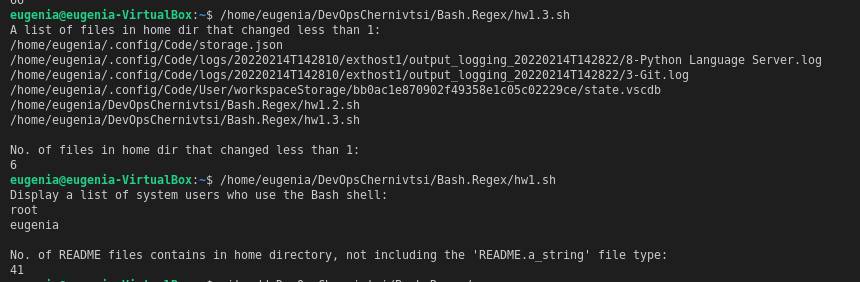 eugenia@eugenia-VirtualBox:~$ /home/eugenia/DevOpsChernivtsi/Bash.Regex/hw1.3.sh
A list of files in home dir that changed less than 1:
/home/eugenia/.config/Code/storage.json
/home/eugenia/.config/Code/logs/20220214T142810/exthost1/output_logging_20220214T142822/8-Python Language Server.log
/home/eugenia/.config/Code/logs/20220214T142810/exthost1/output_logging_20220214T142822/3-Git.log
/home/eugenia/.config/Code/User/workspaceStorage/bb0ac1e870902f49358e1c05c02229ce/state.vscdb
/home/eugenia/DevOpsChernivtsi/Bash.Regex/hw1.2.sh
/home/eugenia/DevOpsChernivtsi/Bash.Regex/hw1.3.sh
No. of files in home dir that changed less than 1:
6
eugenia@eugenia-VirtualBox:~$ /home/eugenia/DevOpsChernivtsi/Bash.Regex/hw1.sh
Display a list of system users who use the Bash shell:
root
eugenia
No. of README files contains in home directory, not including the 'README.a_string' file type:
41